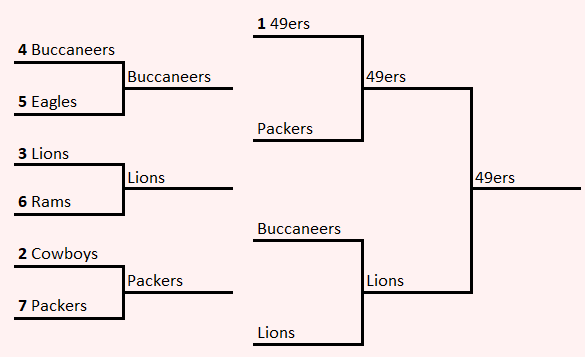 4 Buccaneers
Buccaneers
5 Eagles
3 Lions
Lions
6 Rams
2 Cowboys
Packers
7 Packers
1 49ers
49ers
Packers
Buccaneers
Lions
Lions
49ers